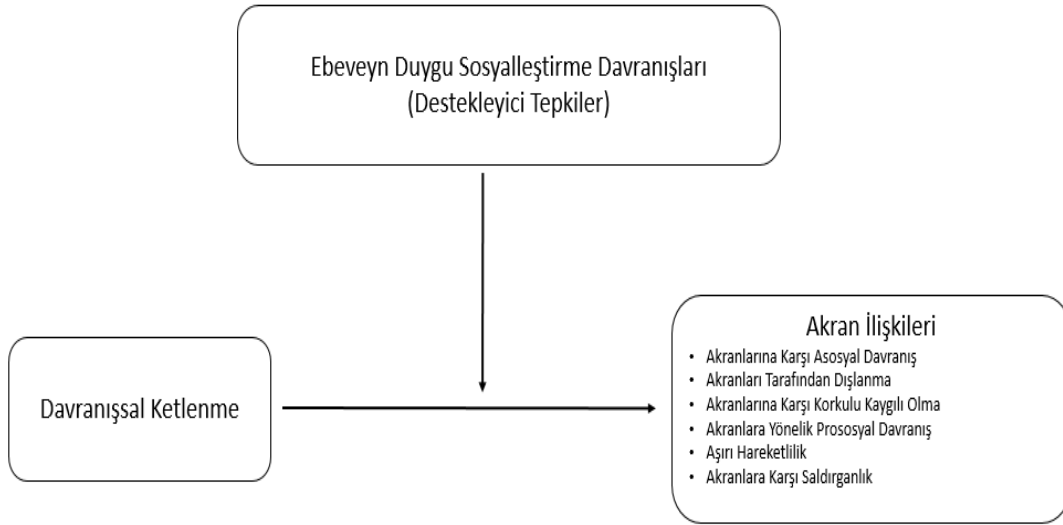 Ebeveyn Duygu Sosyalleştirme Davranışları
(Destekleyici Tepkiler)
Davranışsal Ketlenme
Akran İlişkileri
• Akranlarına Karşı Asosyal Davranış
• Akranları Tarafından Dışlanma
• Akranlarına Karşı Korkulu Kaygılı Olma
• Akranlara Yönelik Prososyal Davranış
• Aşırı Hareketlilik
• Akranlara Karşı Saldırganlık